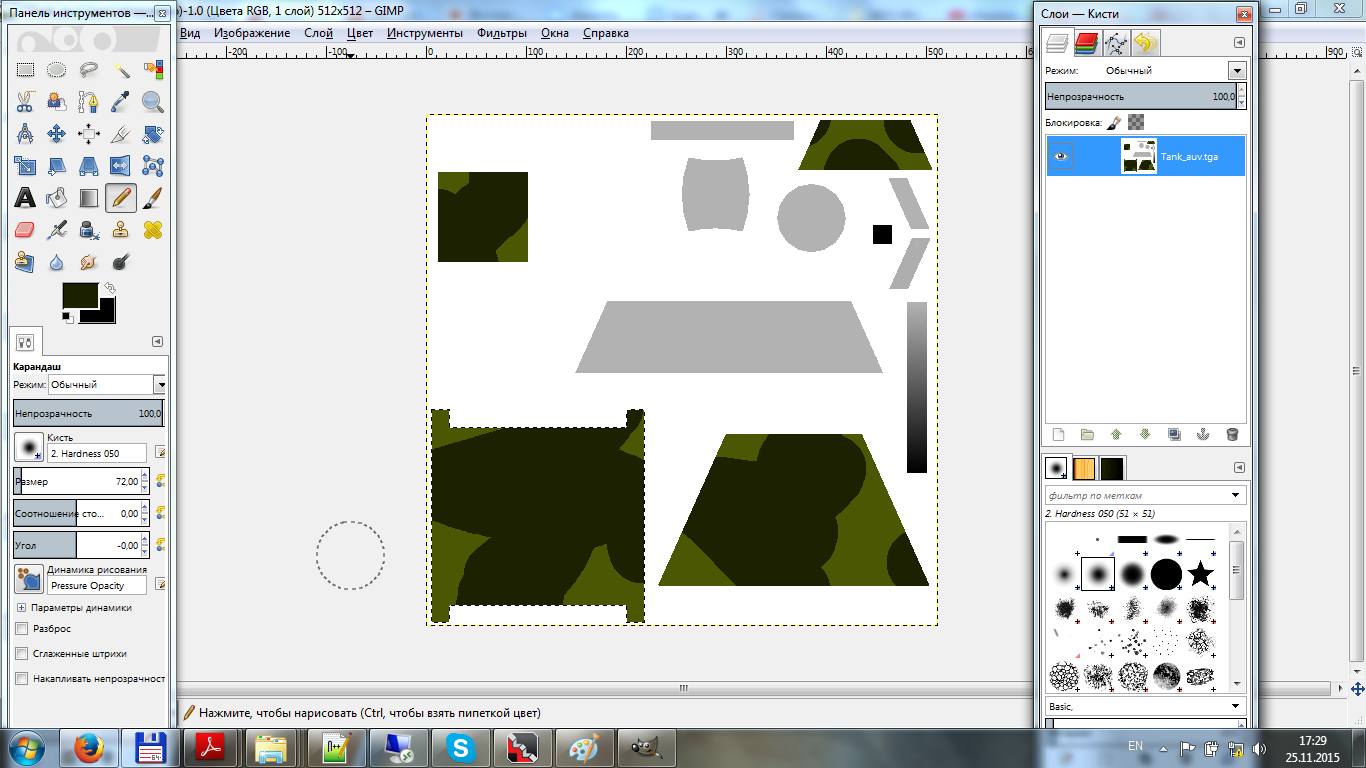 Панель инструментов —...
)-1.0 (Цвета RGB, 1 слой) 512x512 – GIMP
Вид Изображение Слой Цвет Инструменты Фильтры Окна Справка
-200 -100 0 100 200 300 400 500 900
Карандаш
Режим: Обычный
Непрозрачность 100,0
Кисть
2. Hardness 050
Размер 72,00
Соотношение сто... 0,00
Угол -0,00
Динамика рисования
Pressure Opacity
Параметры динамики
Разброс
Сглаженные штрихи
Накапливать непрозрачност
Нажмите, чтобы нарисовать (Ctrl, чтобы взять пипеткой цвет)
Слои — Кисти
Режим: Обычный
Непрозрачность 100,0
Блокировка:
Tank_auv.tga
фильтр по меткам
2. Hardness 050 (51 × 51)
Basic,
64
EN
17:29
25.11.2015